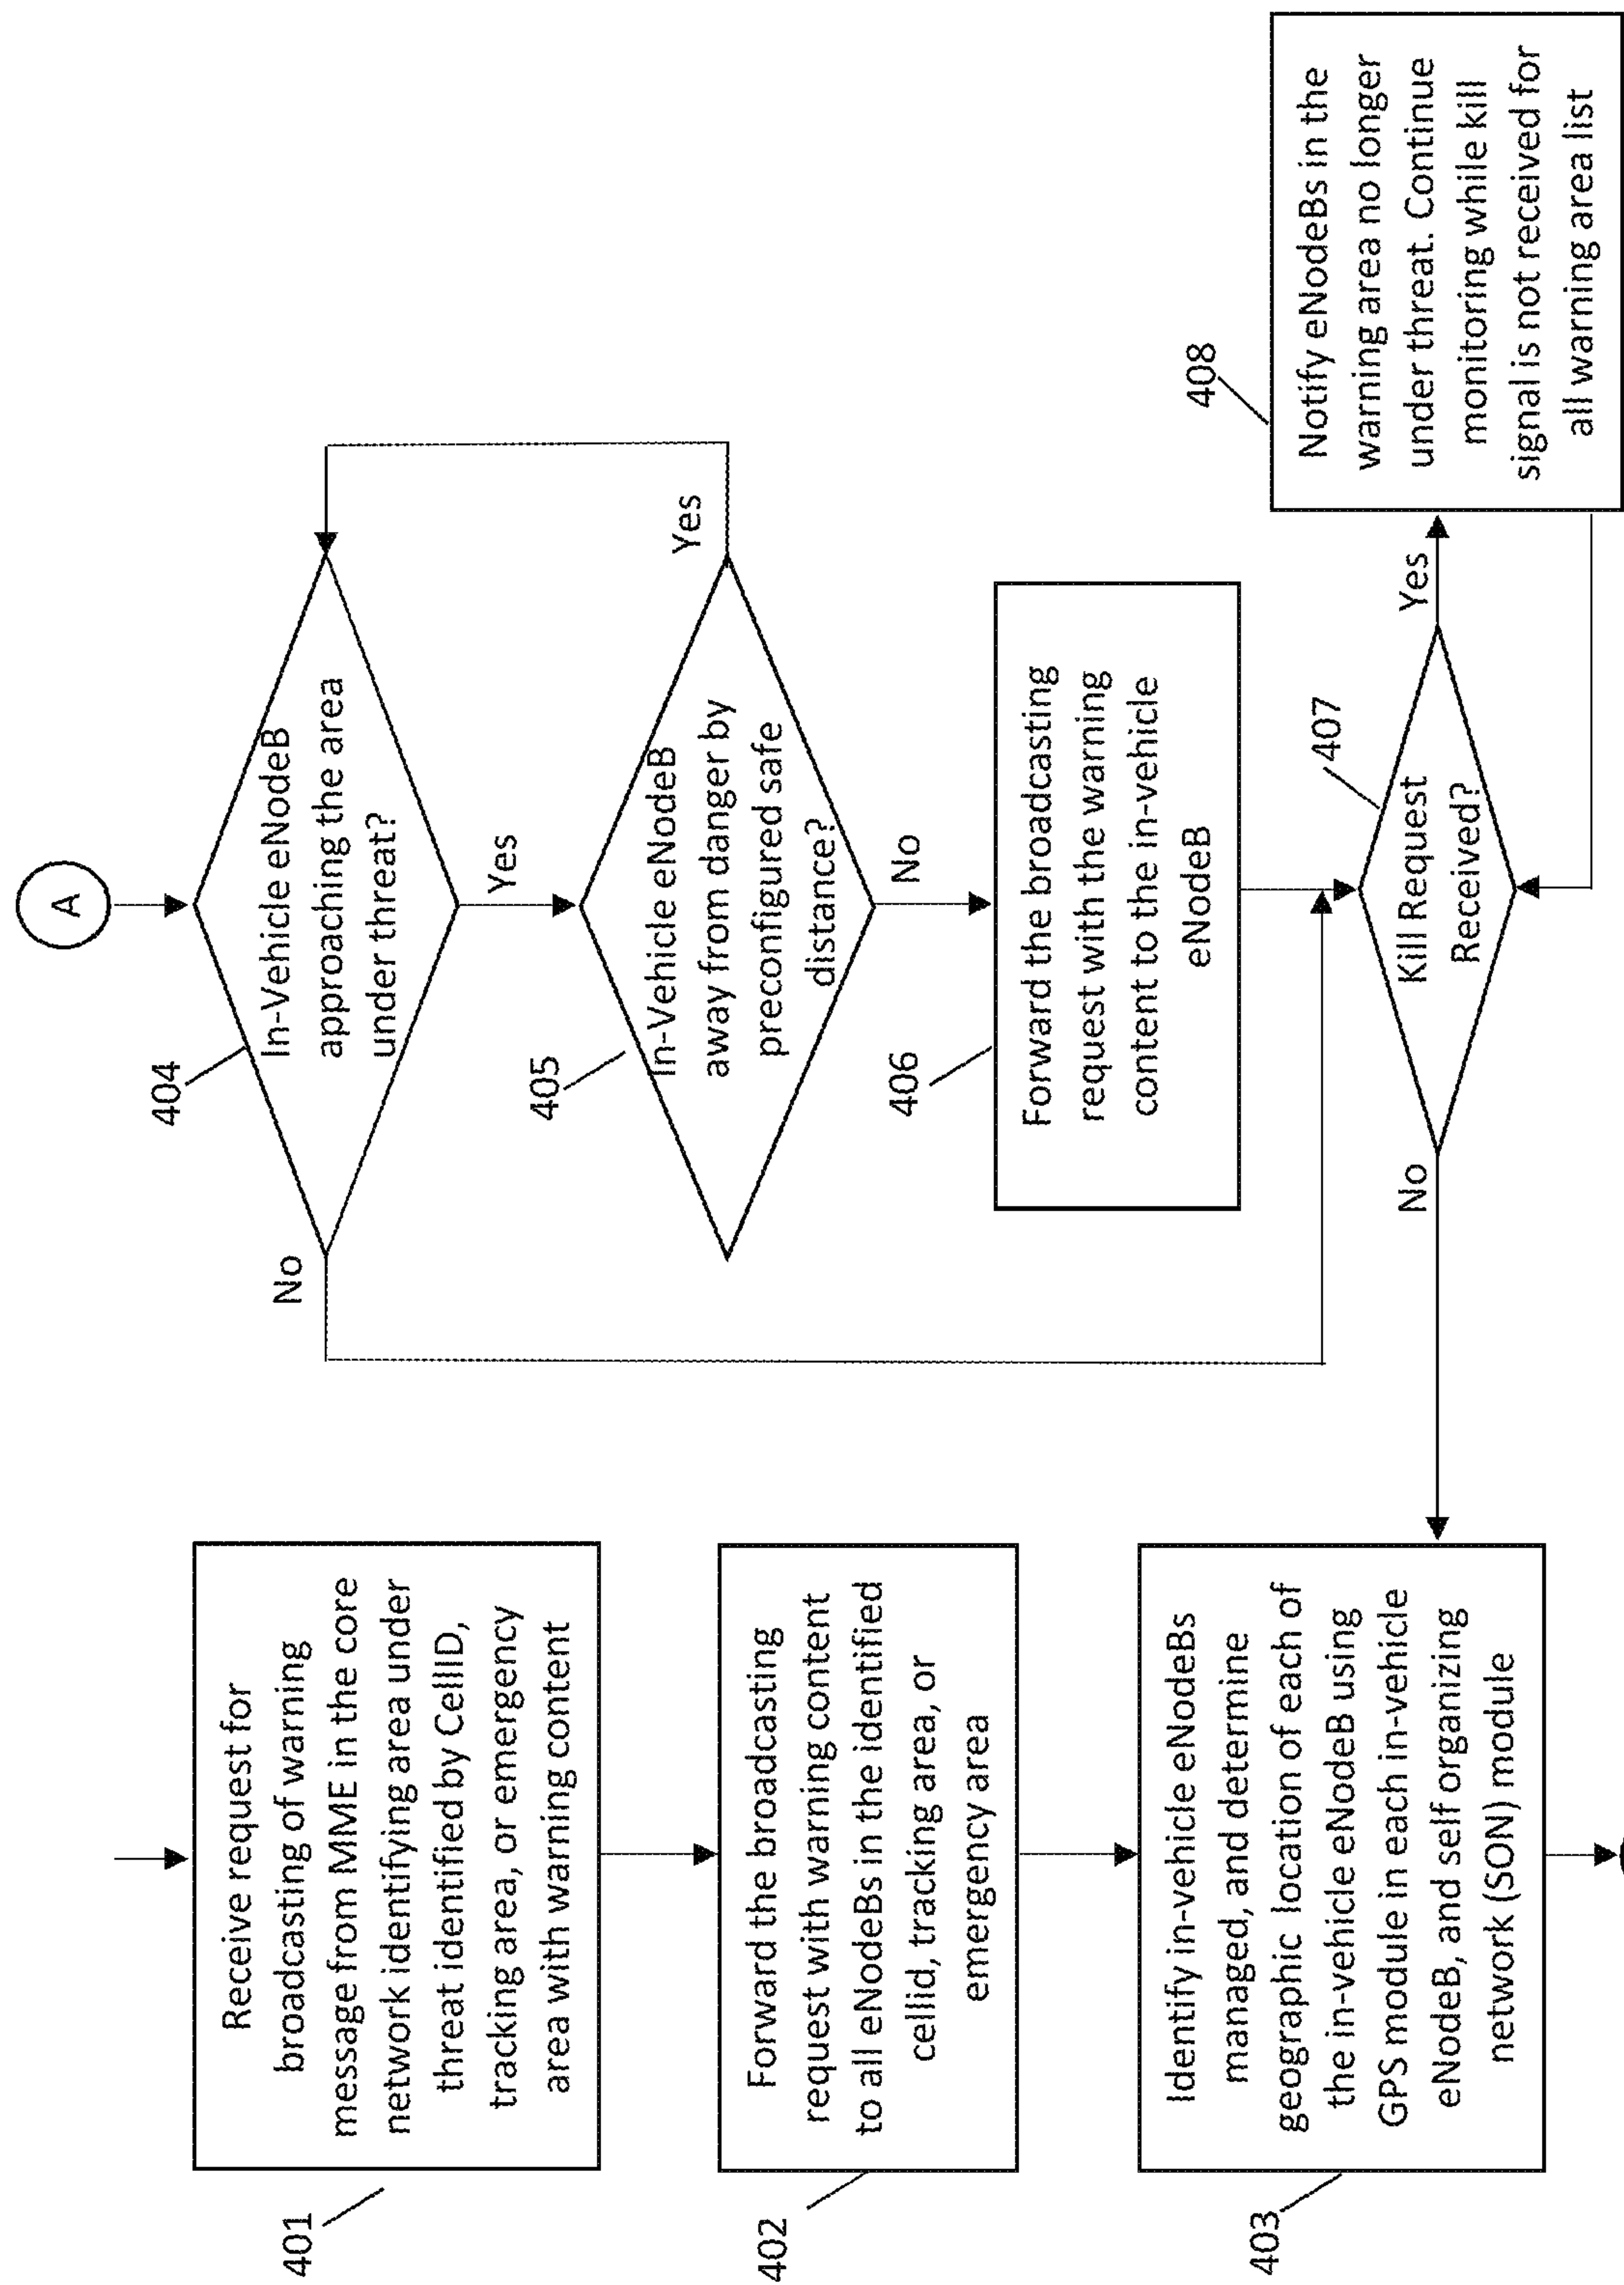 401
Receive request for
broadcasting of warning
message from MME in the core
network identifying area under
threat identified by CellID,
tracking area, or emergency
area with warning content
402
Forward the broadcasting
request with warning content
to all eNodeBs in the identified
cellid, tracking area, or
emergency area
403
Identify in-vehicle eNodeBs
managed, and determine
geographic location of each of
the in-vehicle eNodeB using
GPS module in each in-vehicle
eNodeB, and self organizing
network (SON) module
A
404
In-Vehicle eNodeB
approaching the area
under threat?
No
Yes
405
In-Vehicle eNodeB
away from danger by
preconfigured safe
distance?
Yes
No
406
Forward the broadcasting
request with the warning
content to the in-vehicle
eNodeB
407
Kill Request
Received?
No
Yes
408
Notify eNodeBs in the
warning area no longer
under threat. Continue
monitoring while kill
signal is not received for
all warning area list